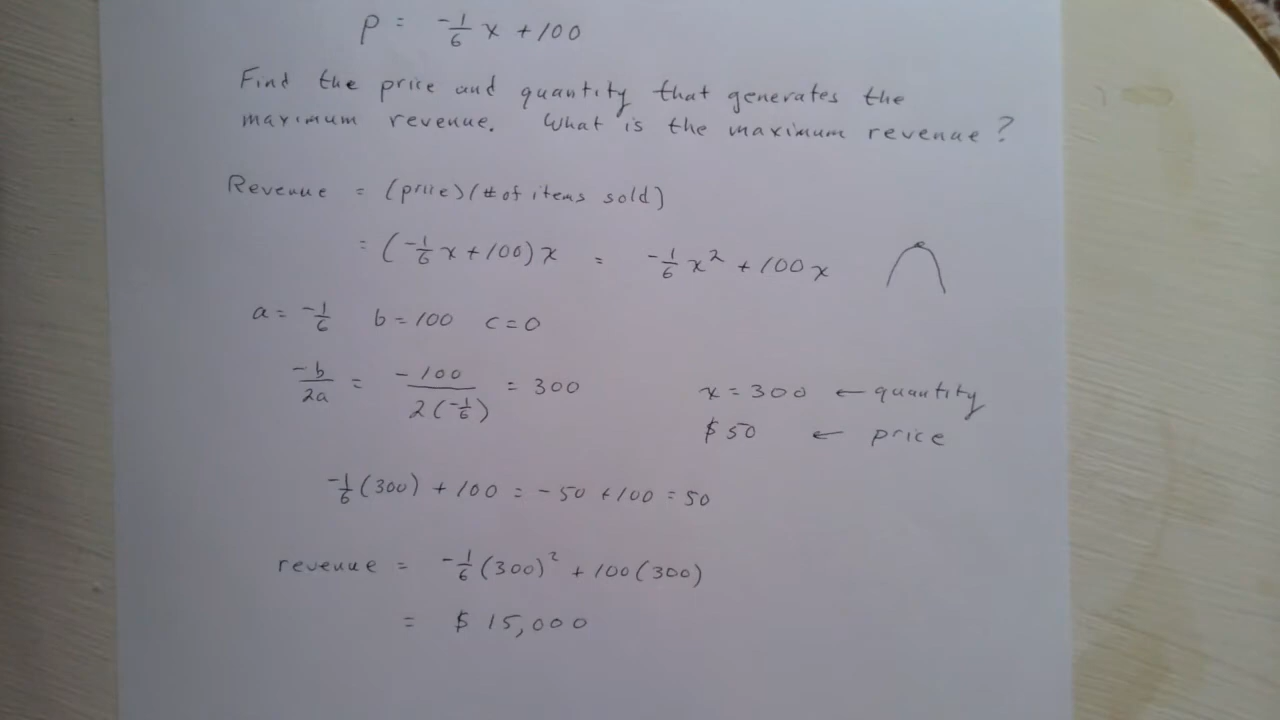 p = -1/6 x + 100
Find the price and quantity that generates the
maximum revenue. What is the maximum revenue?
Revenue = (price)(# of items sold)
= (-1/6 x + 100) x = -1/6 x² + 100 x
a = -1/6 b = 100 c = 0
-b/2a = -100/2(-1/6) = 300
x = 300 ← quantity
$50 ← price
-1/6 (300) + 100 = -50 + 100 = 50
revenue = -1/6 (300)² + 100 (300)
= $ 15,000